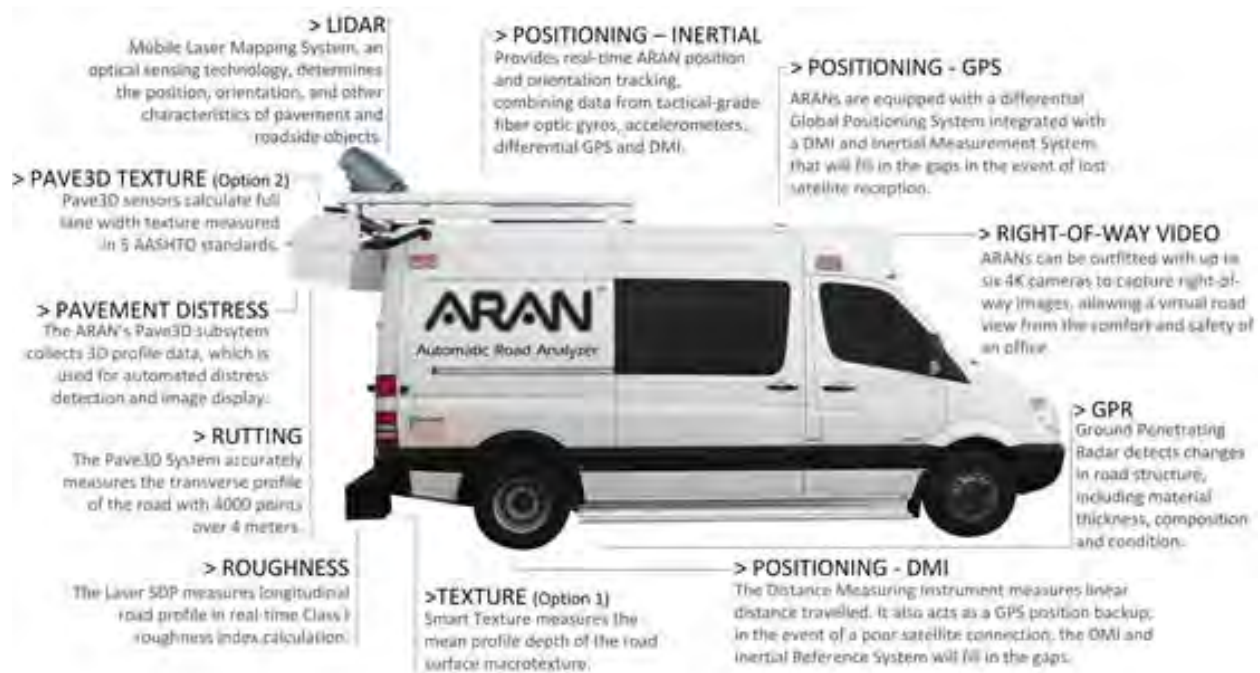 > LIDAR
Mobile Laser Mapping System, an
optical sensing technology, determines
the position, orientation, and other
characteristics of pavement and
roadside objects.
> POSITIONING – INERTIAL
Provides real-time ARAN position
and orientation tracking,
combining data from tactical-grade
fiber optic gyros, accelerometers,
differential GPS and DMI.
> POSITIONING - GPS
ARANs are equipped with a differential
Global Positioning System integrated with
a DMI and Inertial Measurement System
that will fill in the gaps in the event of lost
satellite reception.
> PAVE3D TEXTURE (Option 2)
Pave3D sensors calculate full
lane width texture measured
in 5 AASHTO standards.
> RIGHT-OF-WAY VIDEO
ARANs can be outfitted with up to
six 4K cameras to capture right-of-
way images, allowing a virtual road
view from the comfort and safety of
an office.
> PAVEMENT DISTRESS
The ARAN's Pave3D subsytem
collects 3D profile data, which is
used for automated distress
detection and image display.
ARAN
Automatic Road Analyzer
> RUTTING
The Pave3D System accurately
measures the transverse profile
of the road with 4000 points
over 4 meters.
> GPR
Ground Penetrating
Radar detects changes
in road structure,
including material
thickness, composition
and condition.
> ROUGHNESS
The Laser SDP measures longitudinal
road profile in real-time Class I
roughness index calculation.
>TEXTURE (Option 1)
Smart Texture measures the
mean profile depth of the road
surface macrotexture.
> POSITIONING - DMI
The Distance Measuring Instrument measures linear
distance travelled. It also acts as a GPS position backup,
in the event of a poor satellite connection, the DMI and
Inertial Reference System will fill in the gaps.